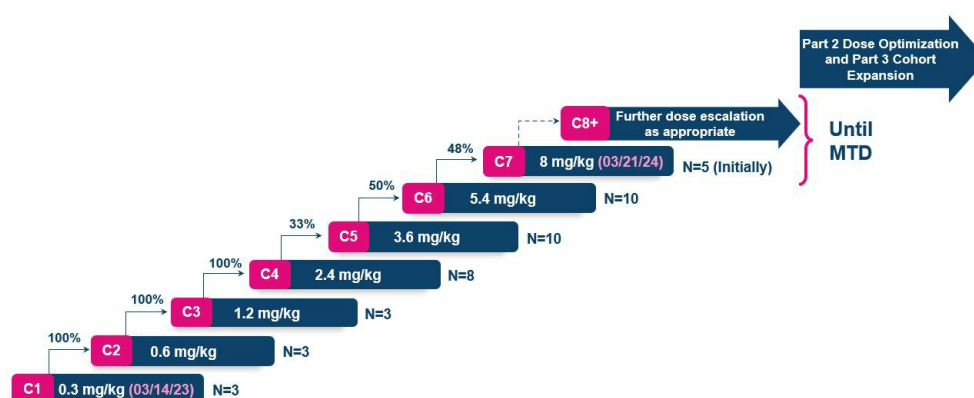 Part 2 Dose Optimization
and Part 3 Cohort
Expansion
C8+ Further dose escalation
as appropriate
Until
MTD
48%
C7 8 mg/kg (03/21/24) N=5 (Initially)
50%
C6 5.4 mg/kg N=10
33%
C5 3.6 mg/kg N=10
100%
C4 2.4 mg/kg N=8
100%
C3 1.2 mg/kg N=3
100%
C2 0.6 mg/kg N=3
C1 0.3 mg/kg (03/14/23) N=3